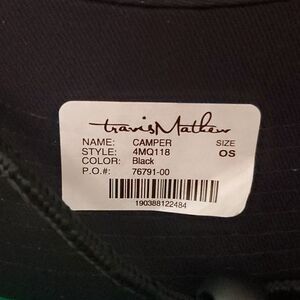 travisMathew
NAME: CAMPER SIZE
STYLE: 4MQ118 OS
COLOR: Black
P.O.#: 76791-00
190388122484